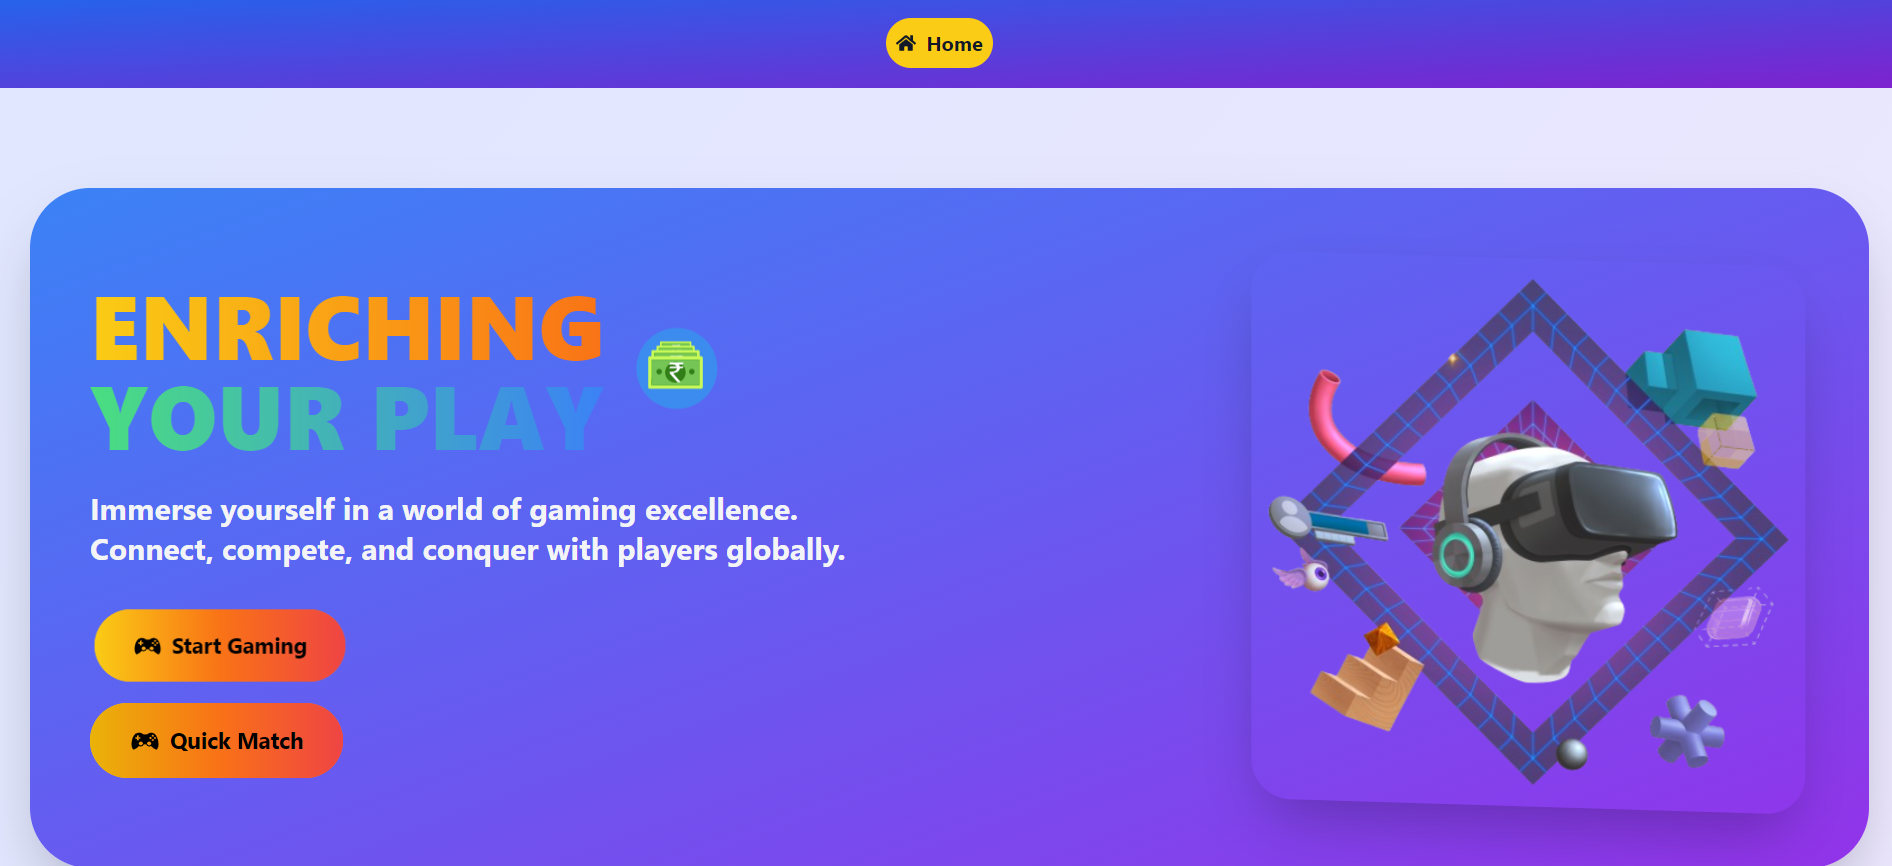 Home
ENRICHING
YOUR PLAY
₹
Immerse yourself in a world of gaming excellence.
Connect, compete, and conquer with players globally.
Start Gaming
Quick Match